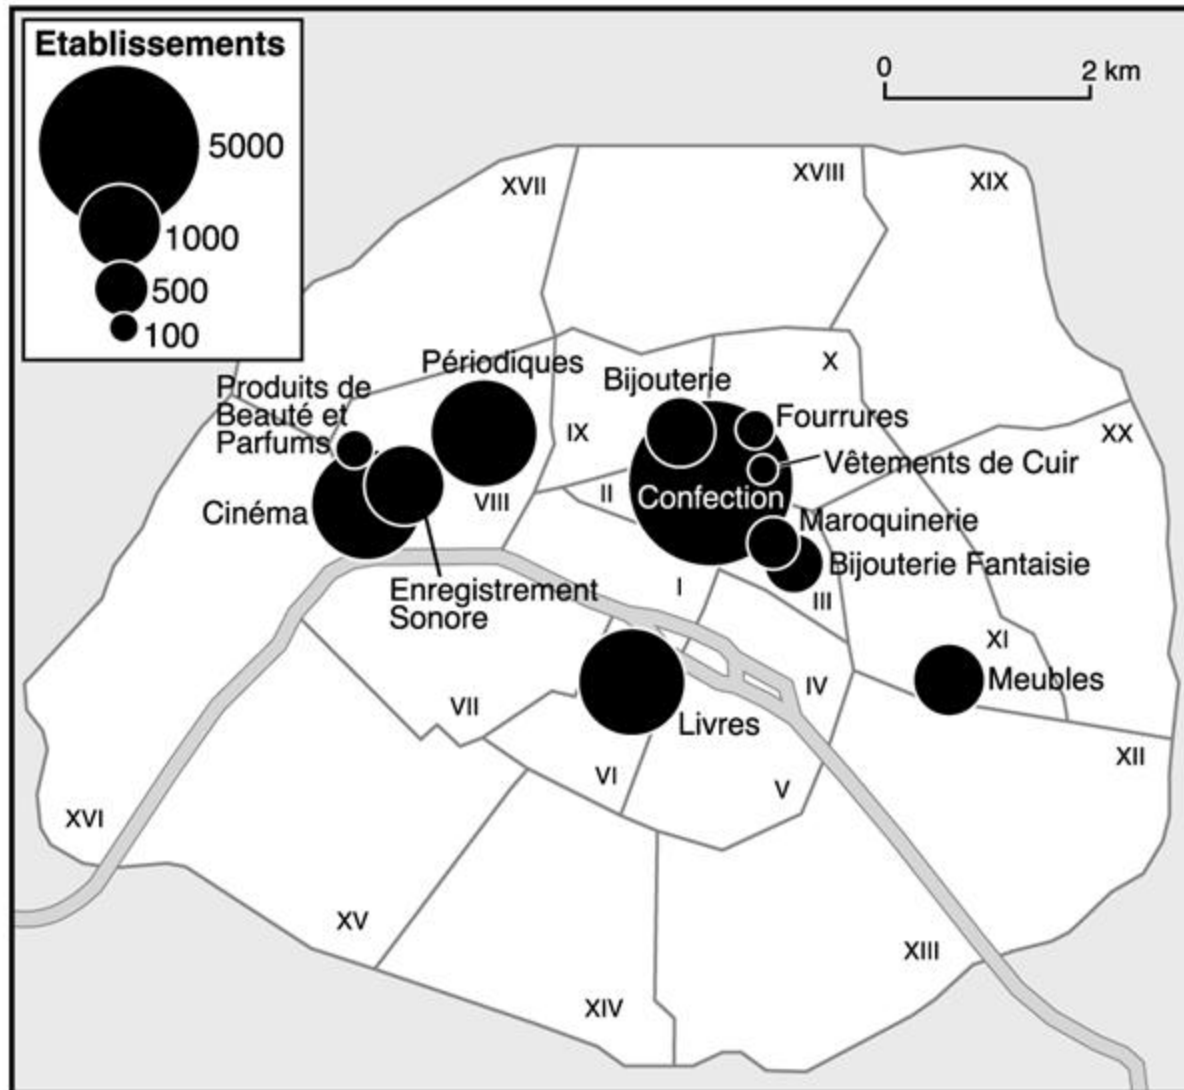 Etablissements
5000
1000
500
100
0 2 km
XVII
XVIII
XIX
Périodiques
X
Produits de
Beauté et
Parfums
Bijouterie
Fourrures
IX
XX
Vêtements de Cuir
II
Confection
VIII
Cinéma
Maroquinerie
Bijouterie Fantaisie
Enregistrement
Sonore
I
III
XI
Meubles
IV
VII
Livres
XII
VI
V
XVI
XV
XIII
XIV